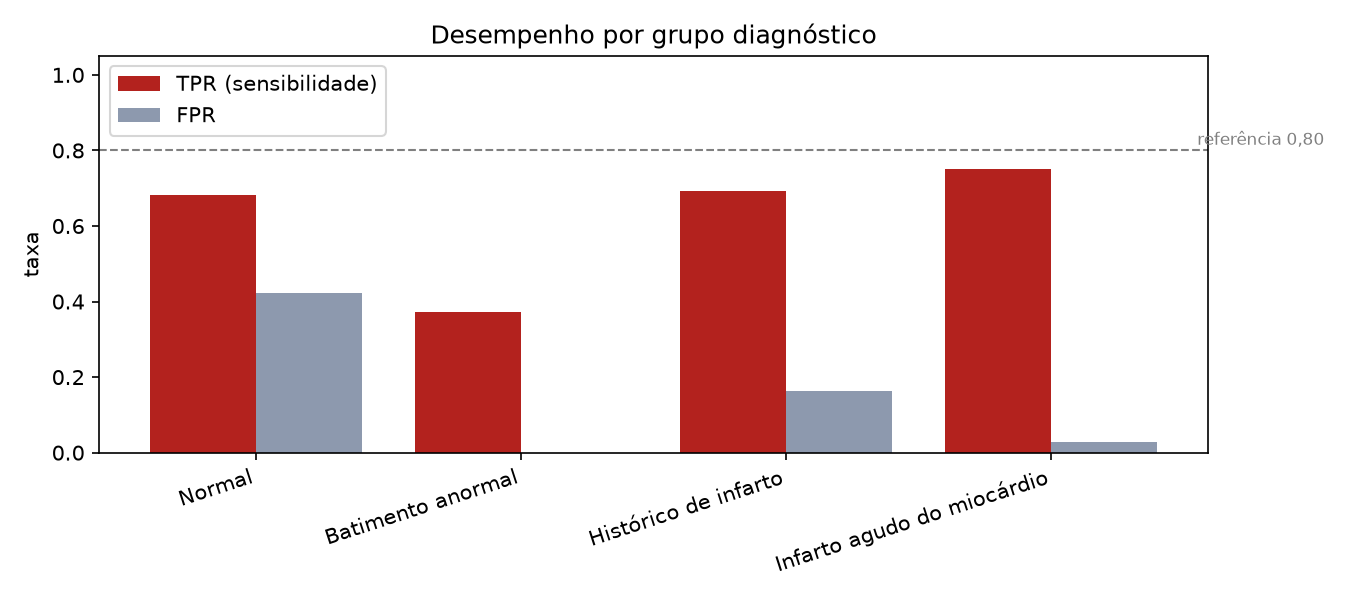 Desempenho por grupo diagnóstico
TPR (sensibilidade)
FPR
referência 0,80
taxa
1.0
0.8
0.6
0.4
0.2
0.0
Normal
Batimento anormal
Histórico de infarto
Infarto agudo do miocárdio